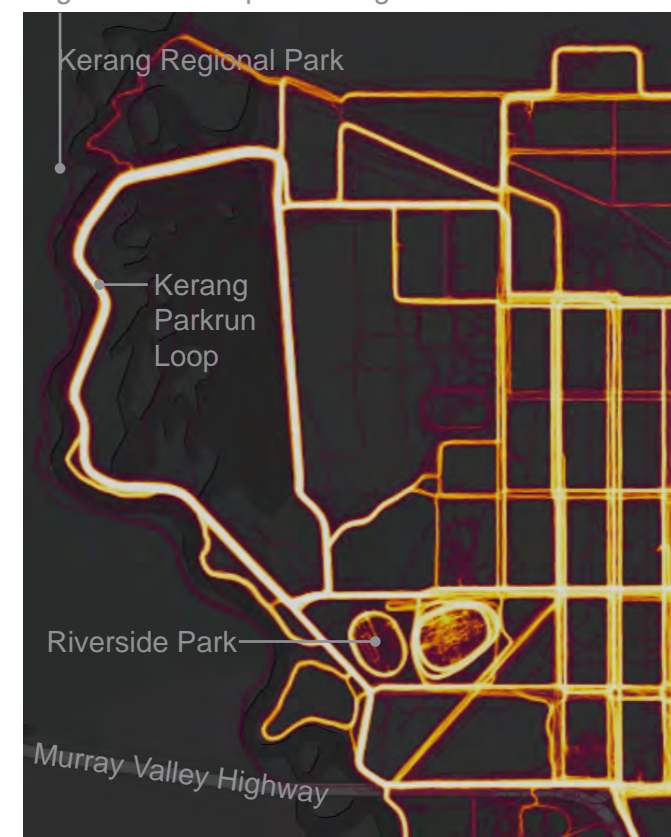 Kerang Regional Park
Kerang
Parkrun
Loop
Riverside Park
Murray Valley Highway